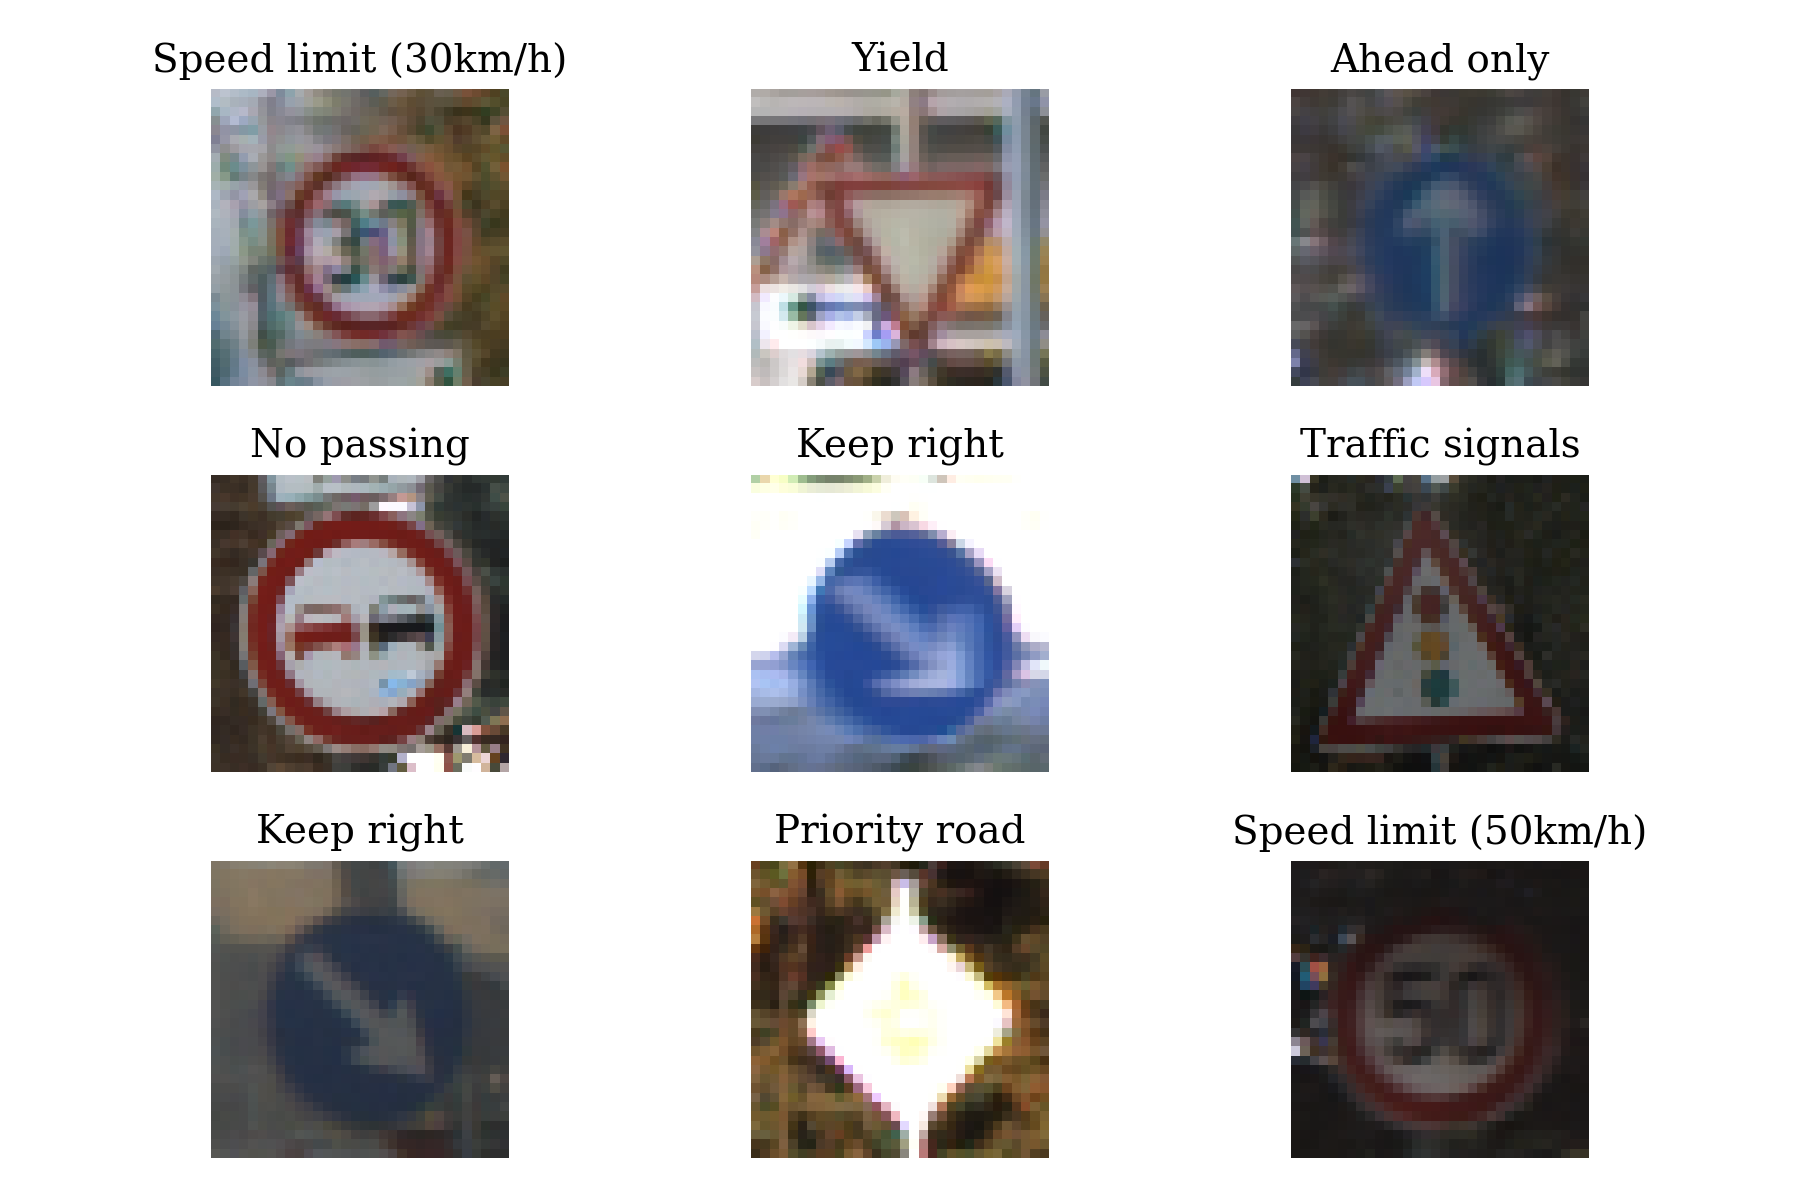 Speed limit (30km/h)
Yield
Ahead only
30
No passing
Keep right
Traffic signals
Keep right
Priority road
Speed limit (50km/h)
50